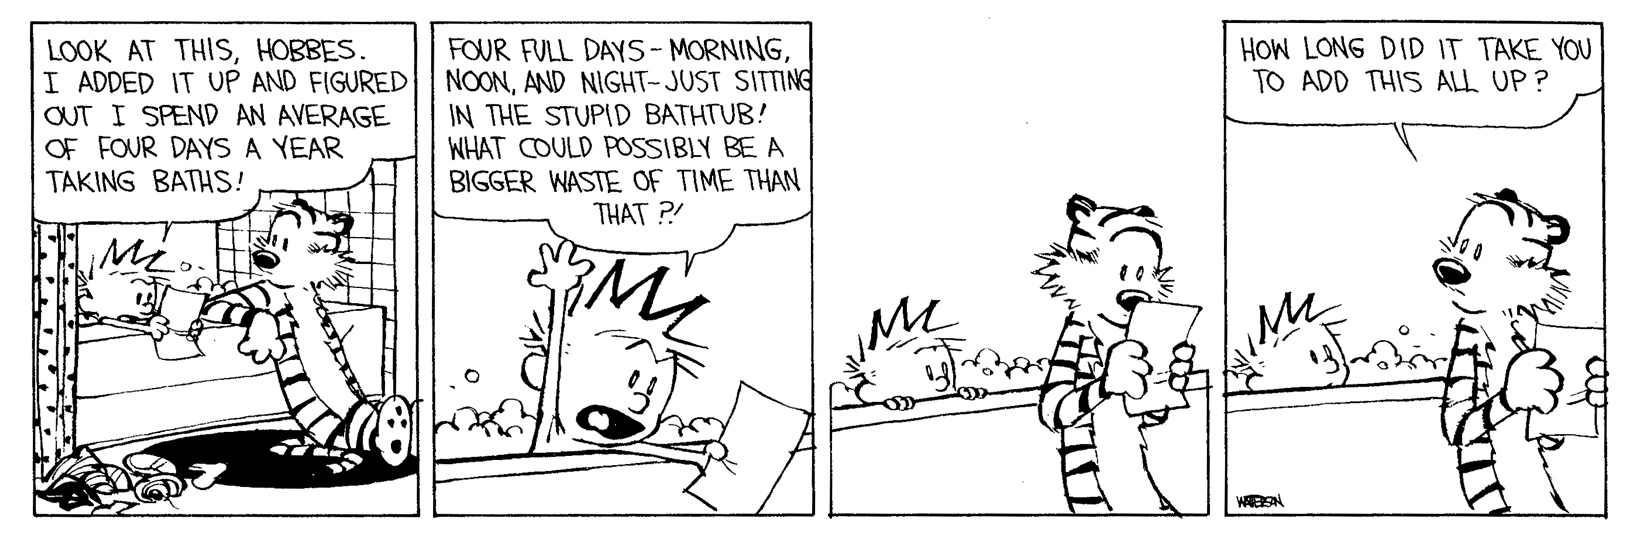 LOOK AT THIS, HOBBES.
I ADDED IT UP AND FIGURED
OUT I SPEND AN AVERAGE
OF FOUR DAYS A YEAR
TAKING BATHS!
FOUR FULL DAYS - MORNING,
NOON, AND NIGHT - JUST SITTING
IN THE STUPID BATHTUB!
WHAT COULD POSSIBLY BE A
BIGGER WASTE OF TIME THAN
THAT?!
HOW LONG DID IT TAKE YOU
TO ADD THIS ALL UP?
WATTERSON